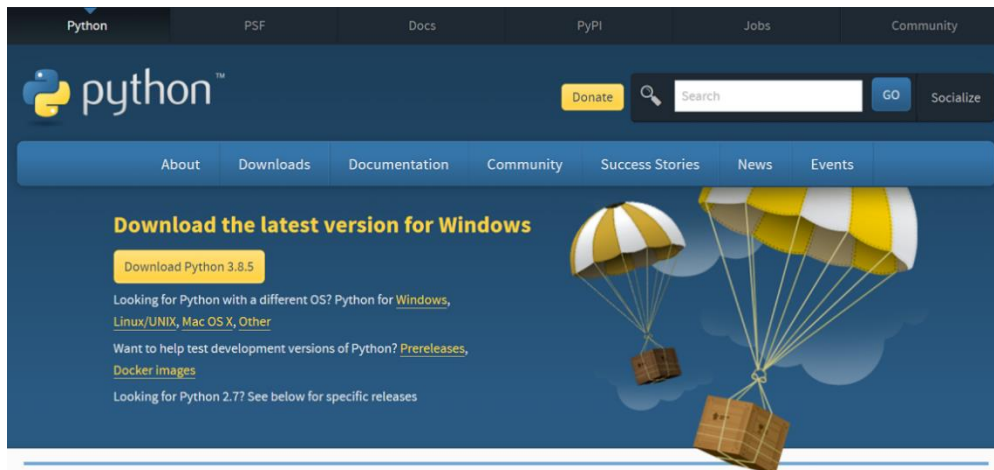 Python PSF Docs PyPI Jobs Community
python™
Donate Search GO Socialize
About Downloads Documentation Community Success Stories News Events
Download the latest version for Windows
Download Python 3.8.5
Looking for Python with a different OS? Python for Windows,
Linux/UNIX, Mac OS X, Other
Want to help test development versions of Python? Prereleases,
Docker images
Looking for Python 2.7? See below for specific releases